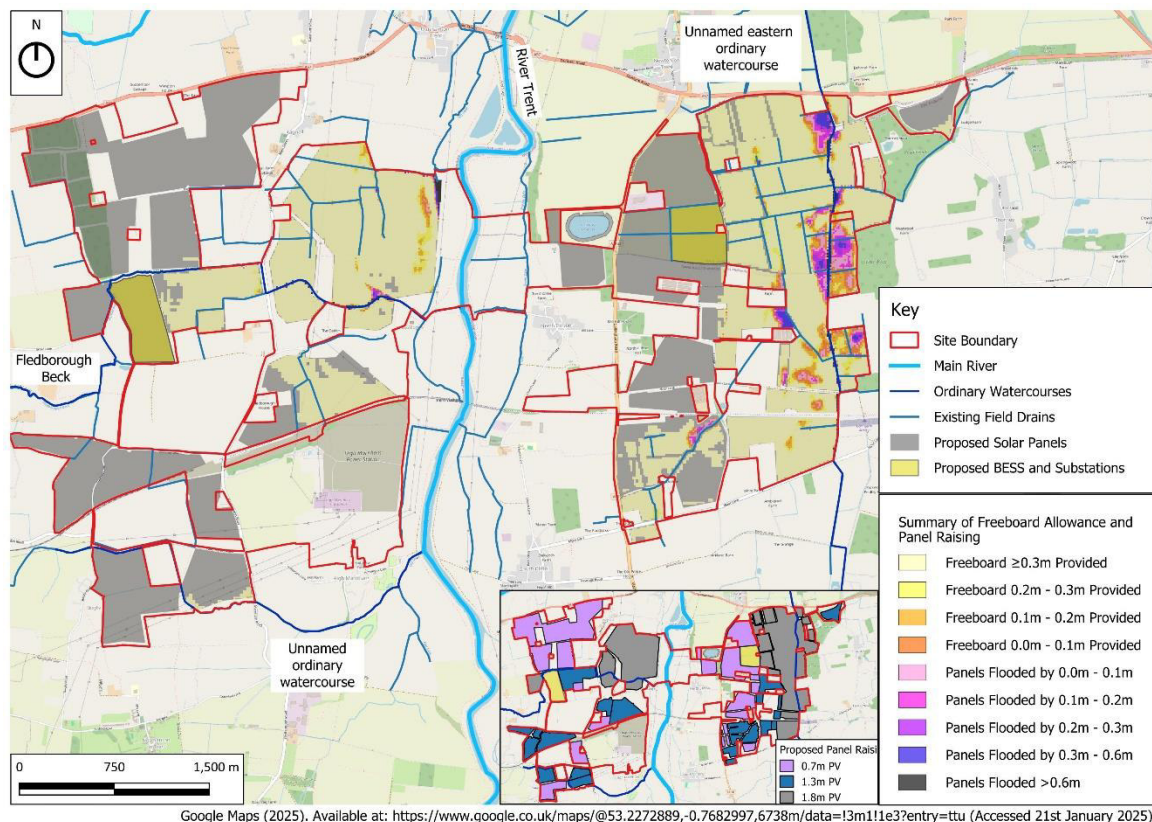 N
Unnamed eastern
ordinary
watercourse
River Trent
Fledborough
Beck
Unnamed
ordinary
watercourse
0 750 1,500 m
Key
Site Boundary
Main River
Ordinary Watercourses
Existing Field Drains
Proposed Solar Panels
Proposed BESS and Substations
Summary of Freeboard Allowance and
Panel Raising
Freeboard ≥0.3m Provided
Freeboard 0.2m - 0.3m Provided
Freeboard 0.1m - 0.2m Provided
Freeboard 0.0m - 0.1m Provided
Panels Flooded by 0.0m - 0.1m
Panels Flooded by 0.1m - 0.2m
Panels Flooded by 0.2m - 0.3m
Panels Flooded by 0.3m - 0.6m
Panels Flooded >0.6m
Proposed Panel Raisi
0.7m PV
1.3m PV
1.8m PV
Google Maps (2025). Available at: https://www.google.co.uk/maps/@53.2272889,-0.7682997,6738m/data=!3m1!1e3?entry=ttu (Accessed 21st January 2025)